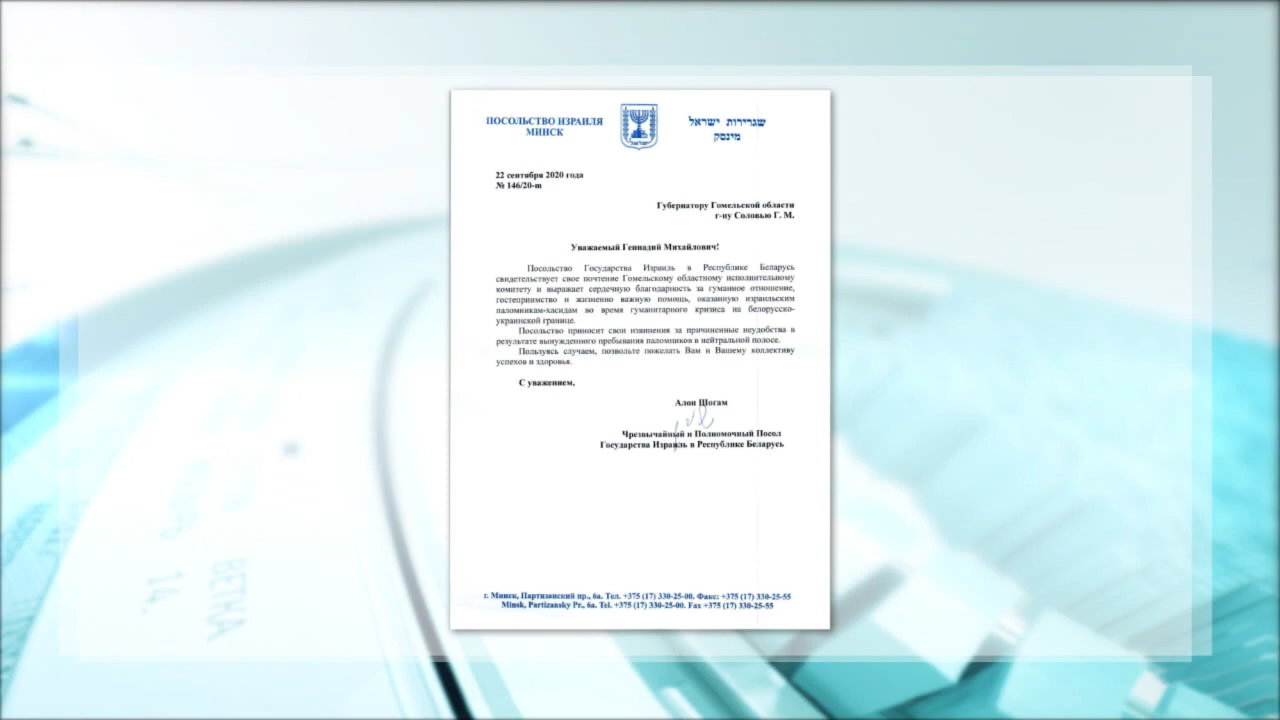 ПОСОЛЬСТВО ИЗРАИЛЯ
МИНСК
שגרירות ישראל
מינסק
22 сентября 2020 года
№ 146/20-m
Губернатору Гомельской области
г-ну Соловью Г. М.
Уважаемый Геннадий Михайлович!
Посольство Государства Израиль в Республике Беларусь
свидетельствует свое почтение Гомельскому областному исполнительному
комитету и выражает сердечную благодарность за гуманное отношение,
гостеприимство и жизненно важную помощь, оказанную израильским
паломникам-хасидам во время гуманитарного кризиса на белорусско-
украинской границе.
Посольство приносит свои извинения за причиненные неудобства в
результате вынужденного пребывания паломников в нейтральной полосе.
Пользуясь случаем, позвольте пожелать Вам и Вашему коллективу
успехов и здоровья.
С уважением,
Алон Шогам
Чрезвычайный и Полномочный Посол
Государства Израиль в Республике Беларусь
г. Минск, Партизанский пр., 6а. Тел. +375 (17) 330-25-00. Факс: +375 (17) 330-25-55
Minsk, Partizansky Pr., 6a. Tel. +375 (17) 330-25-00. Fax +375 (17) 330-25-55